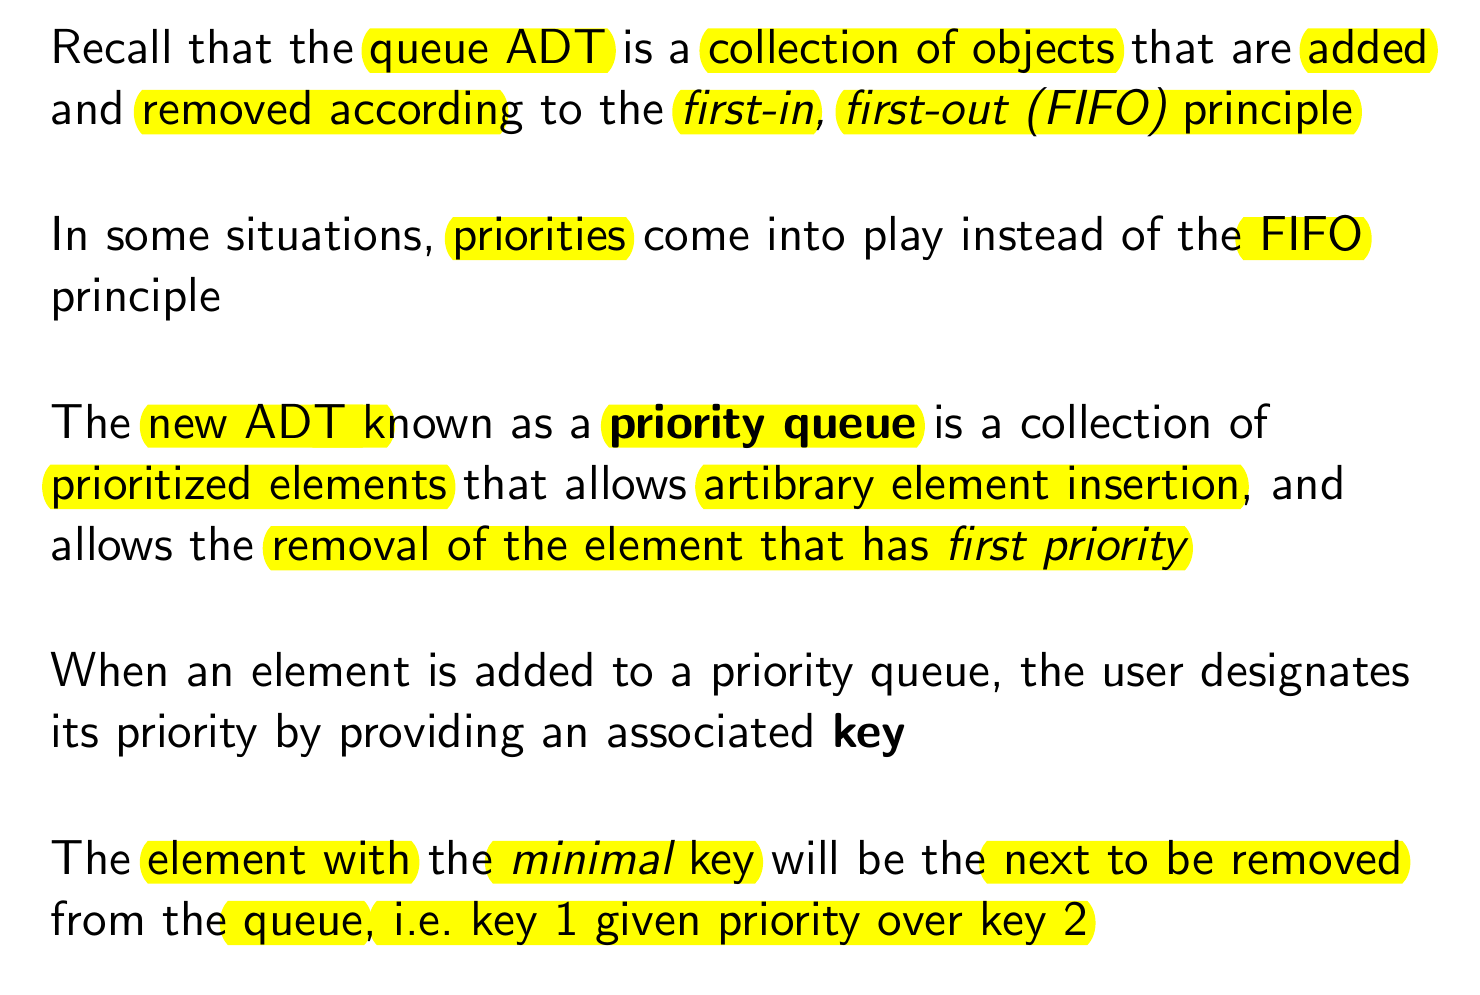 Recall that the queue ADT is a collection of objects that are added
and removed according to the first-in, first-out (FIFO) principle
In some situations, priorities come into play instead of the FIFO
principle
The new ADT known as a priority queue is a collection of
prioritized elements that allows artibrary element insertion, and
allows the removal of the element that has first priority
When an element is added to a priority queue, the user designates
its priority by providing an associated key
The element with the minimal key will be the next to be removed
from the queue, i.e. key 1 given priority over key 2